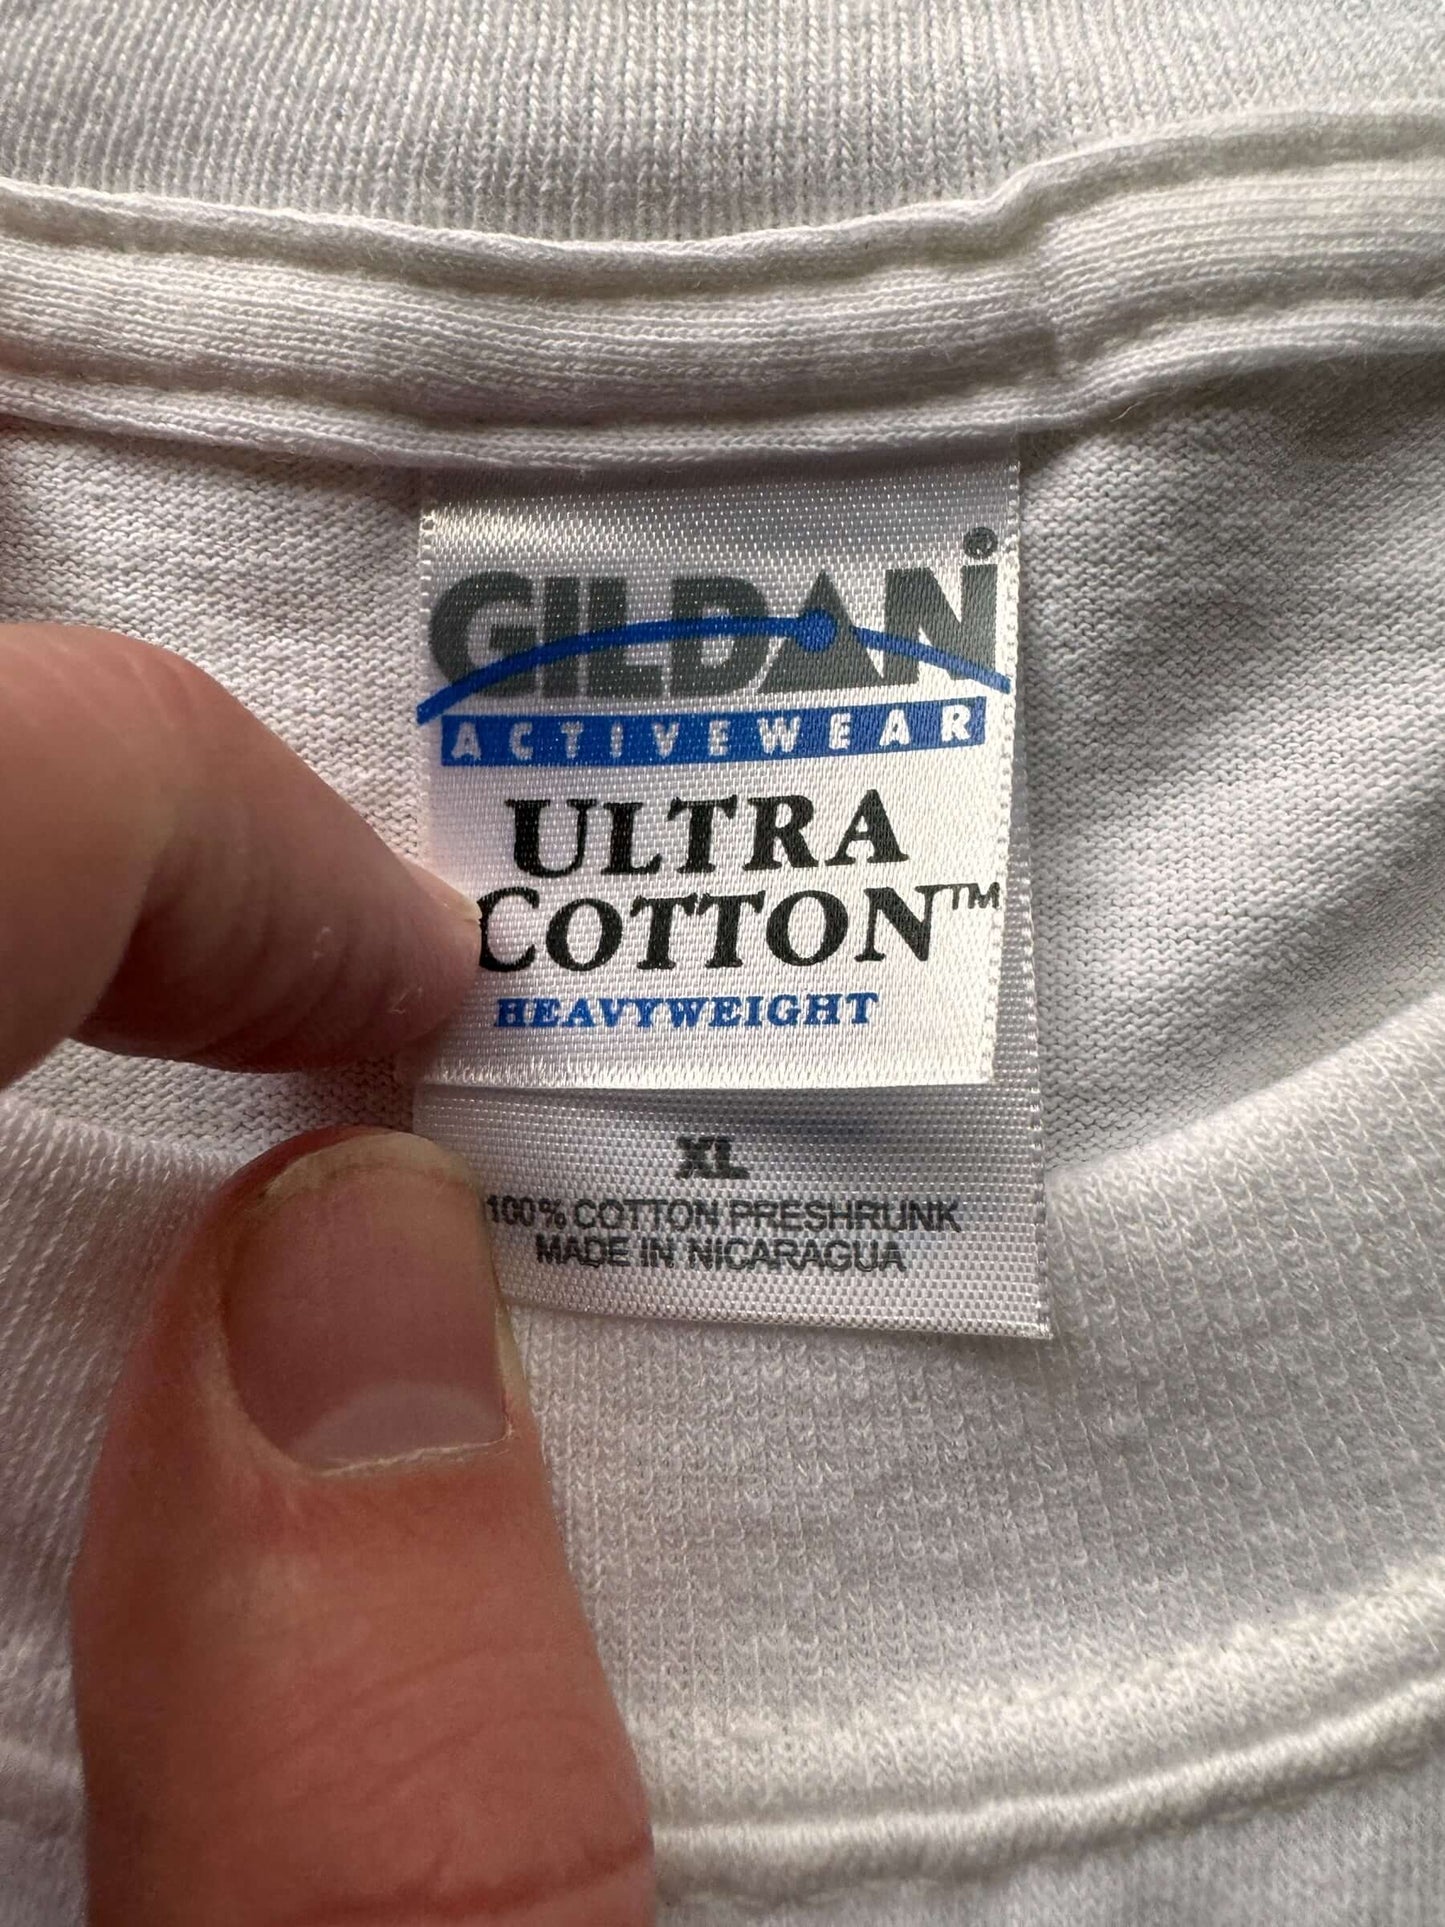 GILDAN®
ACTIVEWEAR
ULTRA
COTTON™
HEAVYWEIGHT
XL
100% COTTON PRESHRUNK
MADE IN NICARAGUA